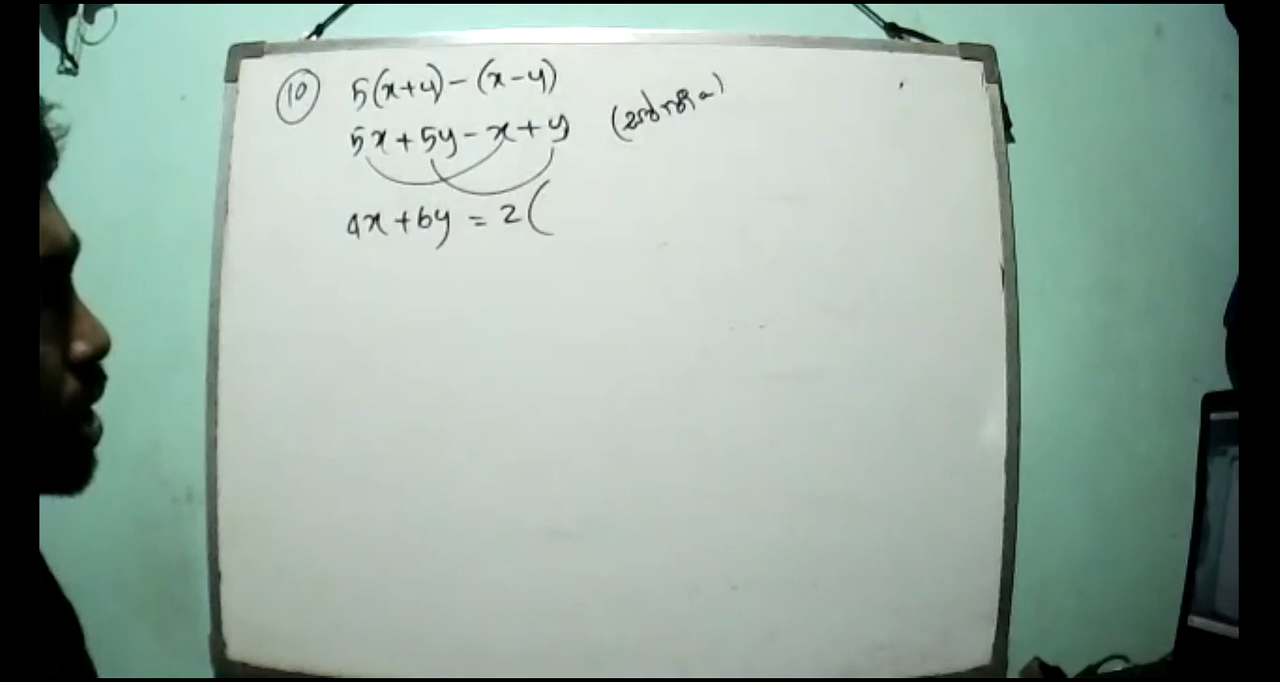 10 5(x+y)-(x-y)
5x+5y-x+y
4x+6y = 2(